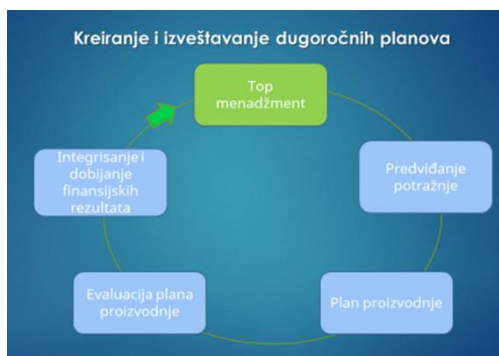 Kreiranje i izveštavanje dugoročnih planova
Top
menadžment
Predviđanje
potražnje
Plan proizvodnje
Evaluacija plana
proizvodnje
Integrisanje i
dobijanje
finansijskih
rezultata